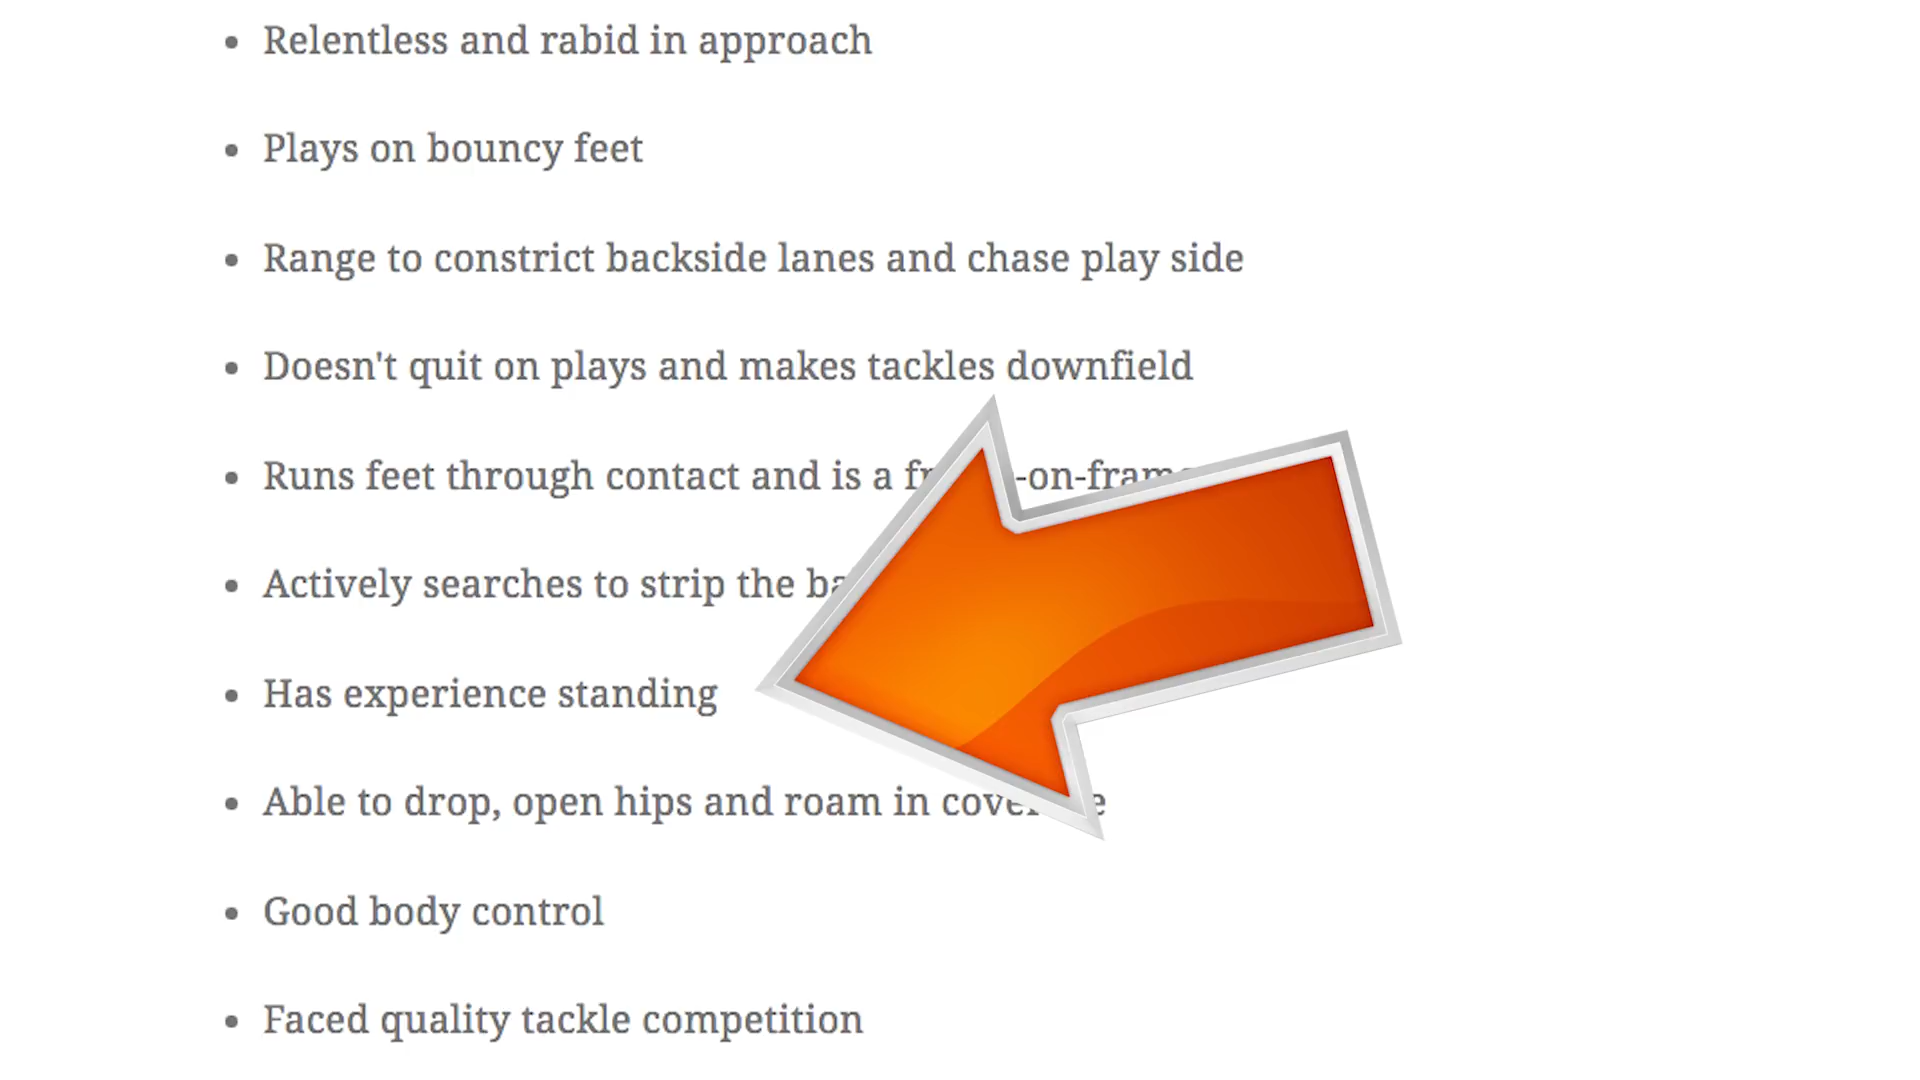 Relentless and rabid in approach
Plays on bouncy feet
Range to constrict backside lanes and chase play side
Doesn't quit on plays and makes tackles downfield
Runs feet through contact and is a
Actively searches to strip the
Has experience standing
Able to drop, open hips and roam in
Good body control
Faced quality tackle competition